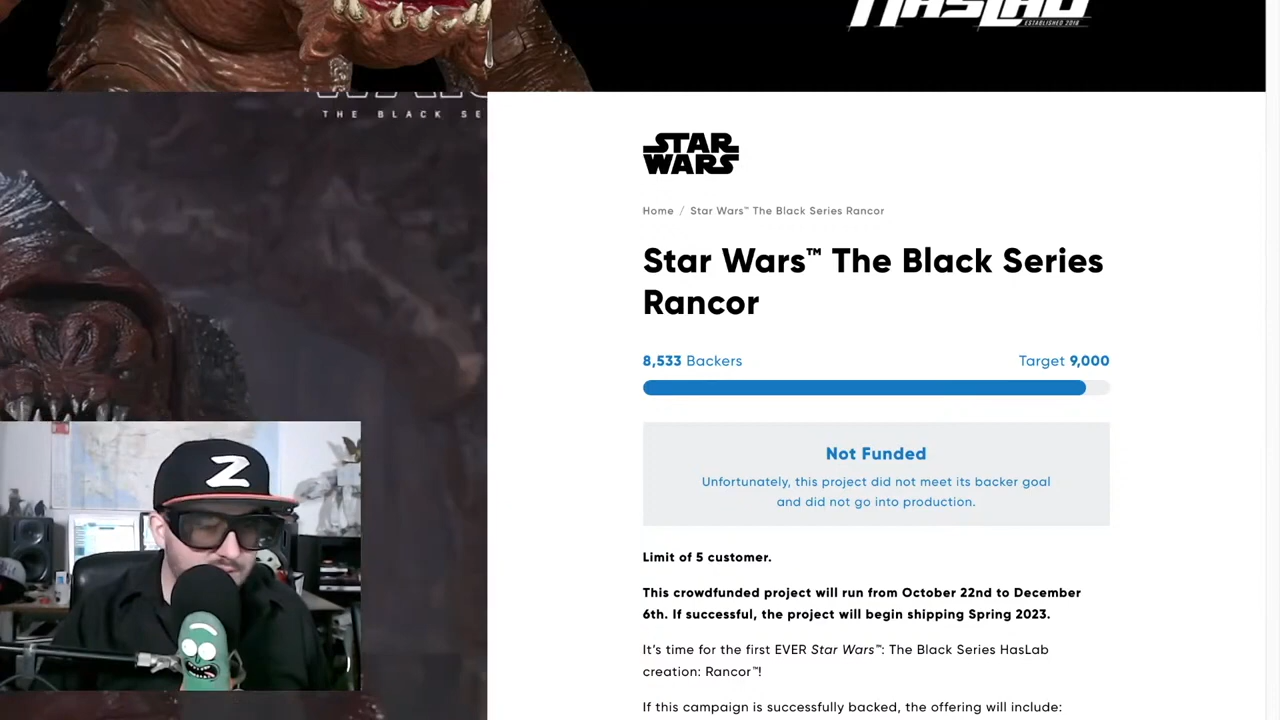 HASLAB
ESTABLISHED 2018
THE BLACK SE
STAR
WARS
Home / Star Wars™ The Black Series Rancor
Star Wars™ The Black Series
Rancor
8,533 Backers
Target 9,000
Not Funded
Unfortunately, this project did not meet its backer goal
and did not go into production.
Limit of 5 customer.
This crowdfunded project will run from October 22nd to December
6th. If successful, the project will begin shipping Spring 2023.
It's time for the first EVER Star Wars™: The Black Series HasLab
creation: Rancor™!
If this campaign is successfully backed, the offering will include:
Z